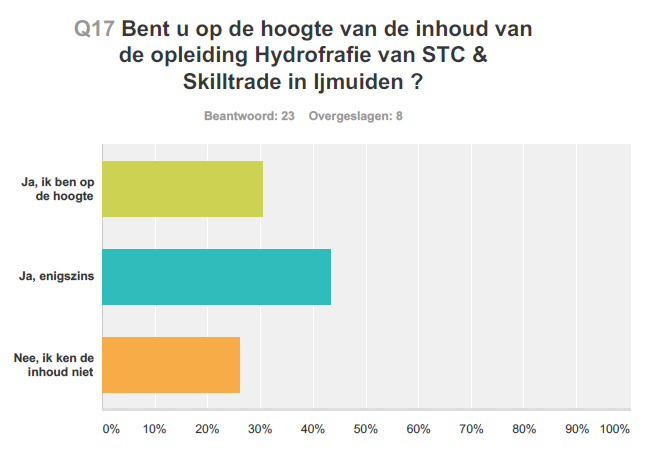 Q17 Bent u op de hoogte van de inhoud van
de opleiding Hydrofrafie van STC &
Skilltrade in Ijmuiden ?
Beantwoord: 23 Overgeslagen: 8
Ja, ik ben op
de hoogte
Ja, enigszins
Nee, ik ken de
inhoud niet
0% 10% 20% 30% 40% 50% 60% 70% 80% 90% 100%